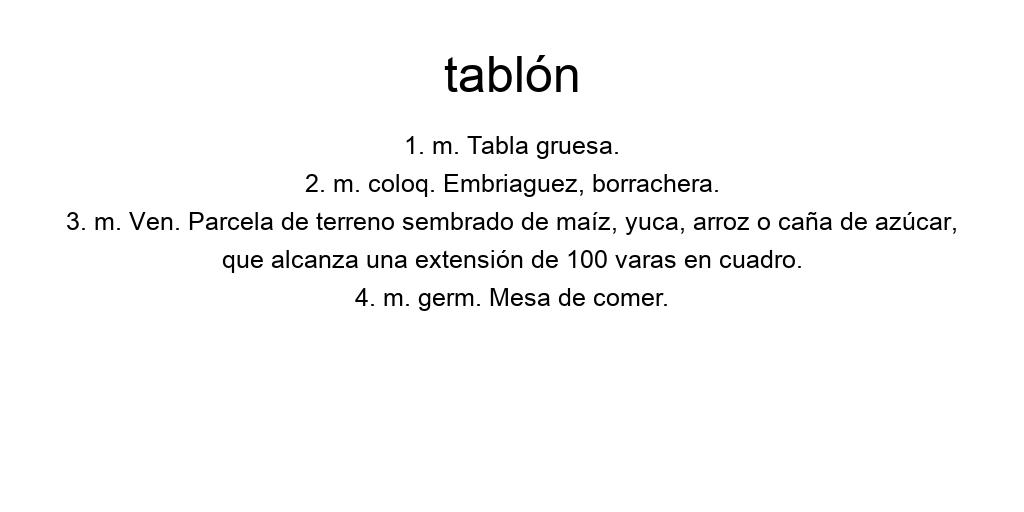 tablón
1. m. Tabla gruesa.
2. m. coloq. Embriaguez, borrachera.
3. m. Ven. Parcela de terreno sembrado de maíz, yuca, arroz o caña de azúcar,
que alcanza una extensión de 100 varas en cuadro.
4. m. germ. Mesa de comer.